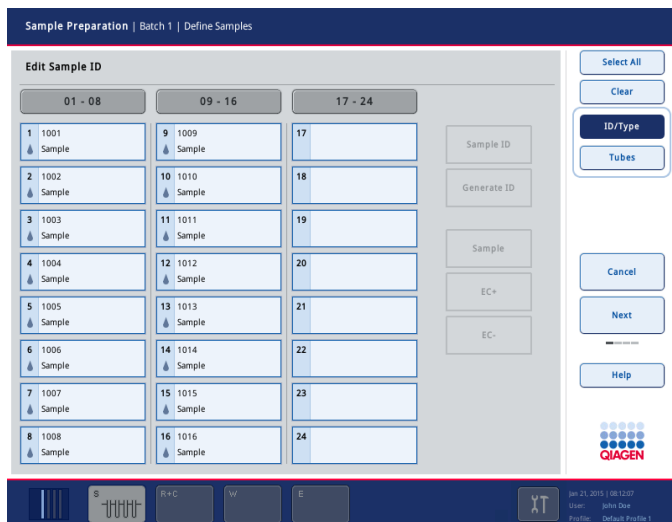 Sample Preparation | Batch 1 | Define Samples
Edit Sample ID
01 - 08
09 - 16
17 - 24
1 1001
Sample
2 1002
Sample
3 1003
Sample
4 1004
Sample
5 1005
Sample
6 1006
Sample
7 1007
Sample
8 1008
Sample
9 1009
Sample
10 1010
Sample
11 1011
Sample
12 1012
Sample
13 1013
Sample
14 1014
Sample
15 1015
Sample
16 1016
Sample
17
18
19
20
21
22
23
24
Sample ID
Generate ID
Sample
EC+
EC-
Select All
Clear
ID/Type
Tubes
Cancel
Next
Help
QIAGEN
S
R+C
W
E
Jan 21, 2015 | 08:12:07
User: John Doe
Profile: Default Profile 1